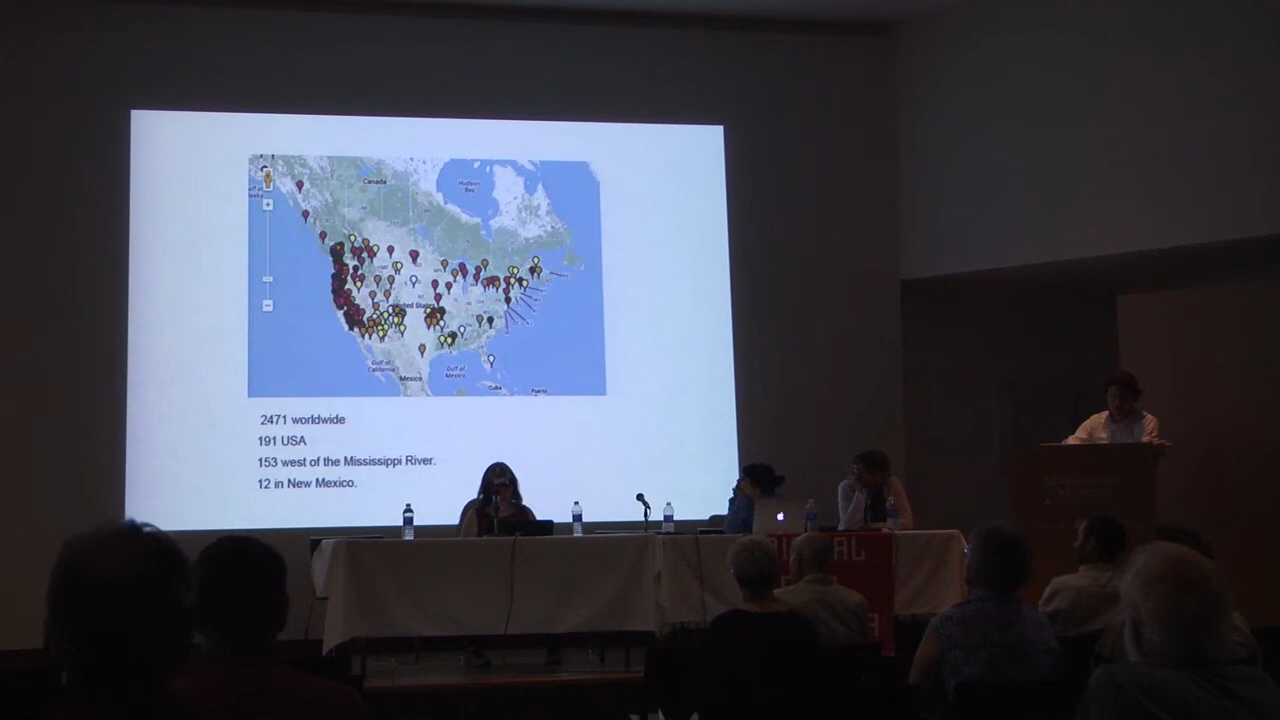 Canada
Hudson
Bay
United States
Gulf of
California
Gulf of
Mexico
Mexico
Cuba
2471 worldwide
191 USA
153 west of the Mississippi River.
12 in New Mexico.